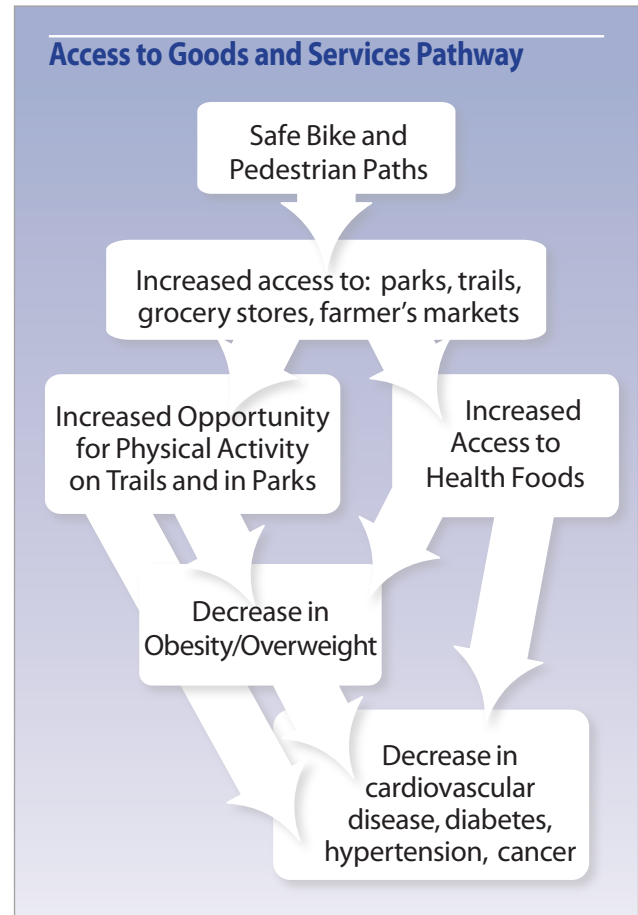 Access to Goods and Services Pathway
Safe Bike and
Pedestrian Paths
Increased access to: parks, trails,
grocery stores, farmer's markets
Increased Opportunity
for Physical Activity
on Trails and in Parks
Increased
Access to
Health Foods
Decrease in
Obesity/Overweight
Decrease in
cardiovascular
disease, diabetes,
hypertension, cancer